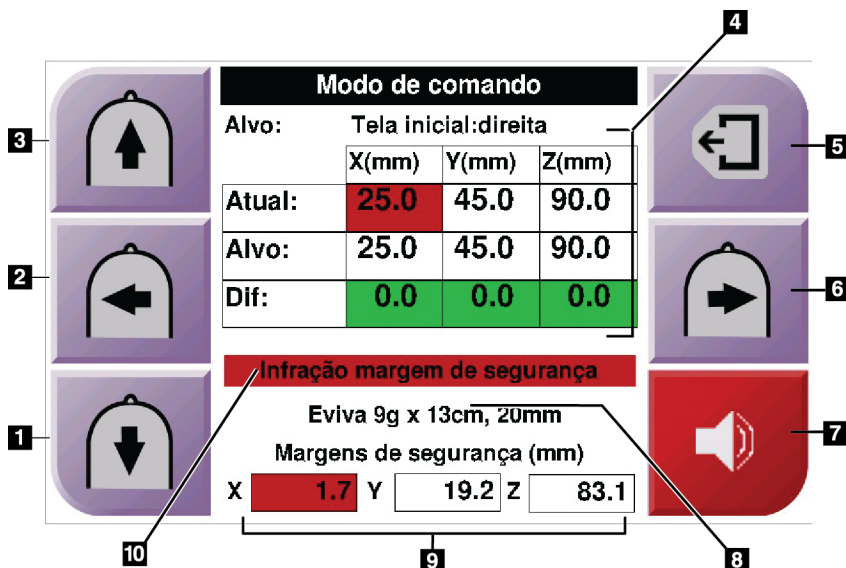 4
Modo de comando
3
Alvo: Tela inicial:direita
5
X(mm) Y(mm) Z(mm)
Atual: 25.0 45.0 90.0
Alvo: 25.0 45.0 90.0
2
6
Dif: 0.0 0.0 0.0
Infração margem de segurança
Eviva 9g x 13cm, 20mm
1
7
Margens de segurança (mm)
X 1.7 Y 19.2 Z 83.1
10
9
8